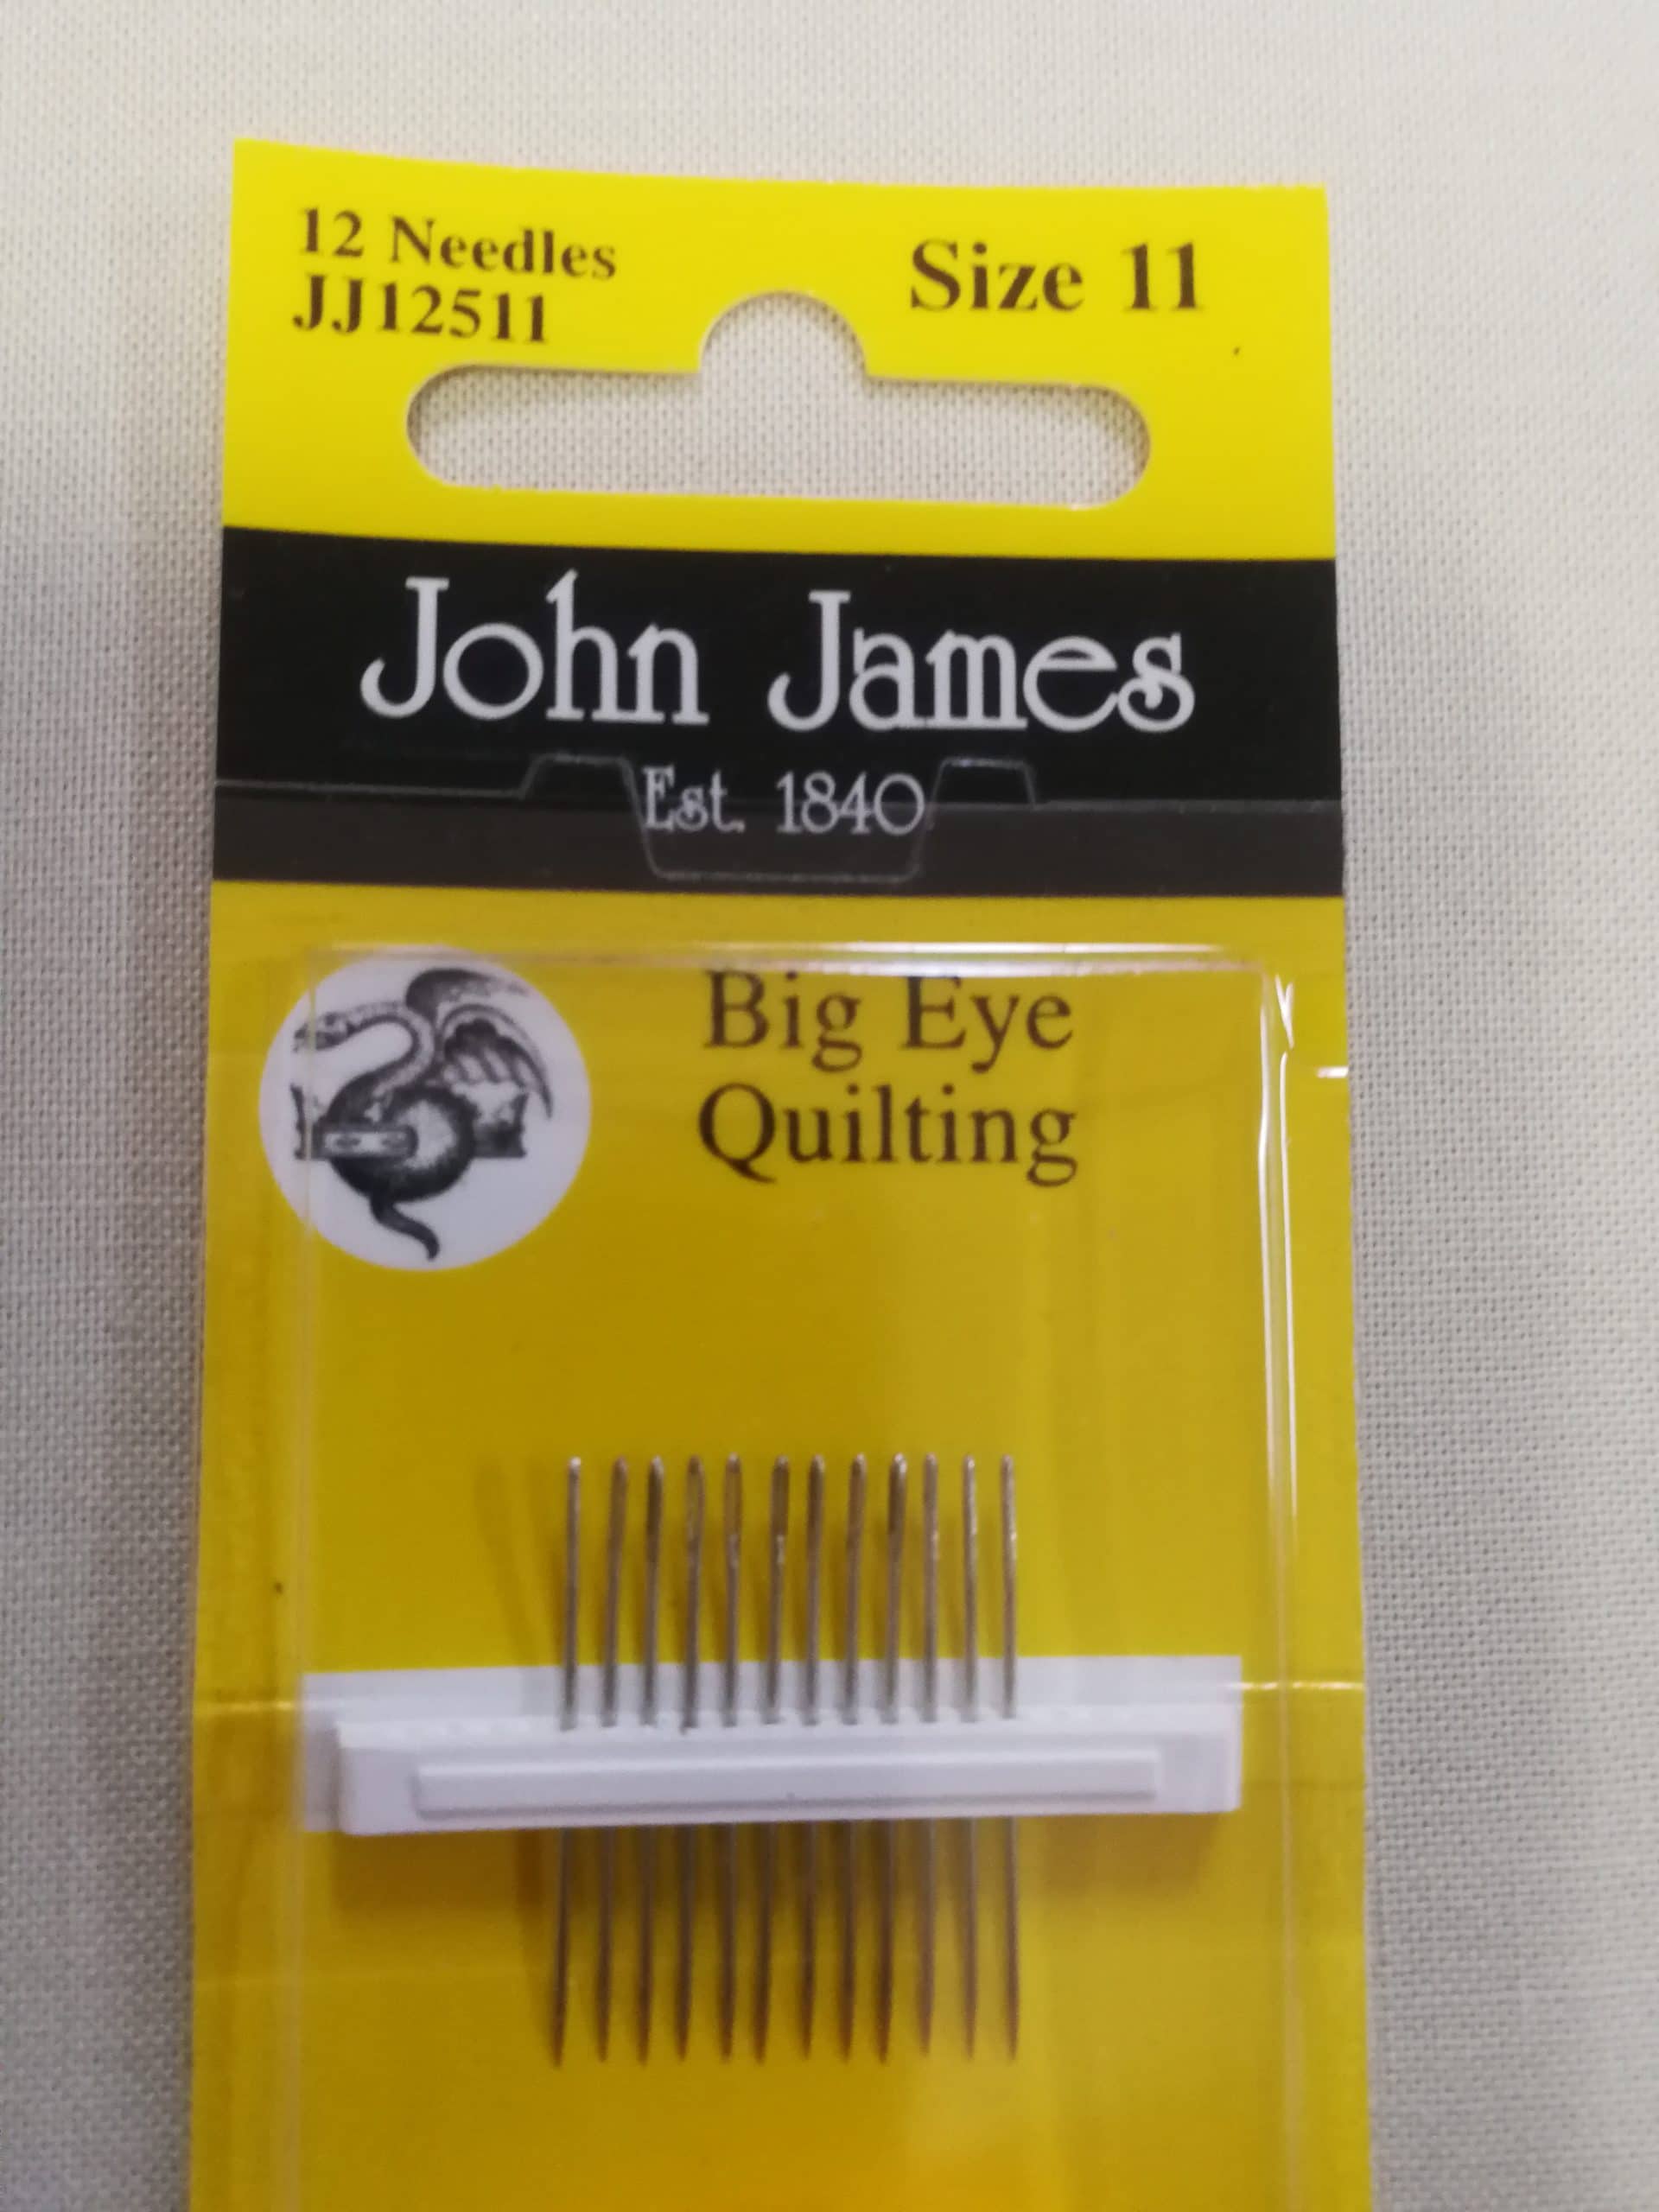 12 Needles
JJ12511
Size 11
John James
Est. 1840
Big Eye
Quilting